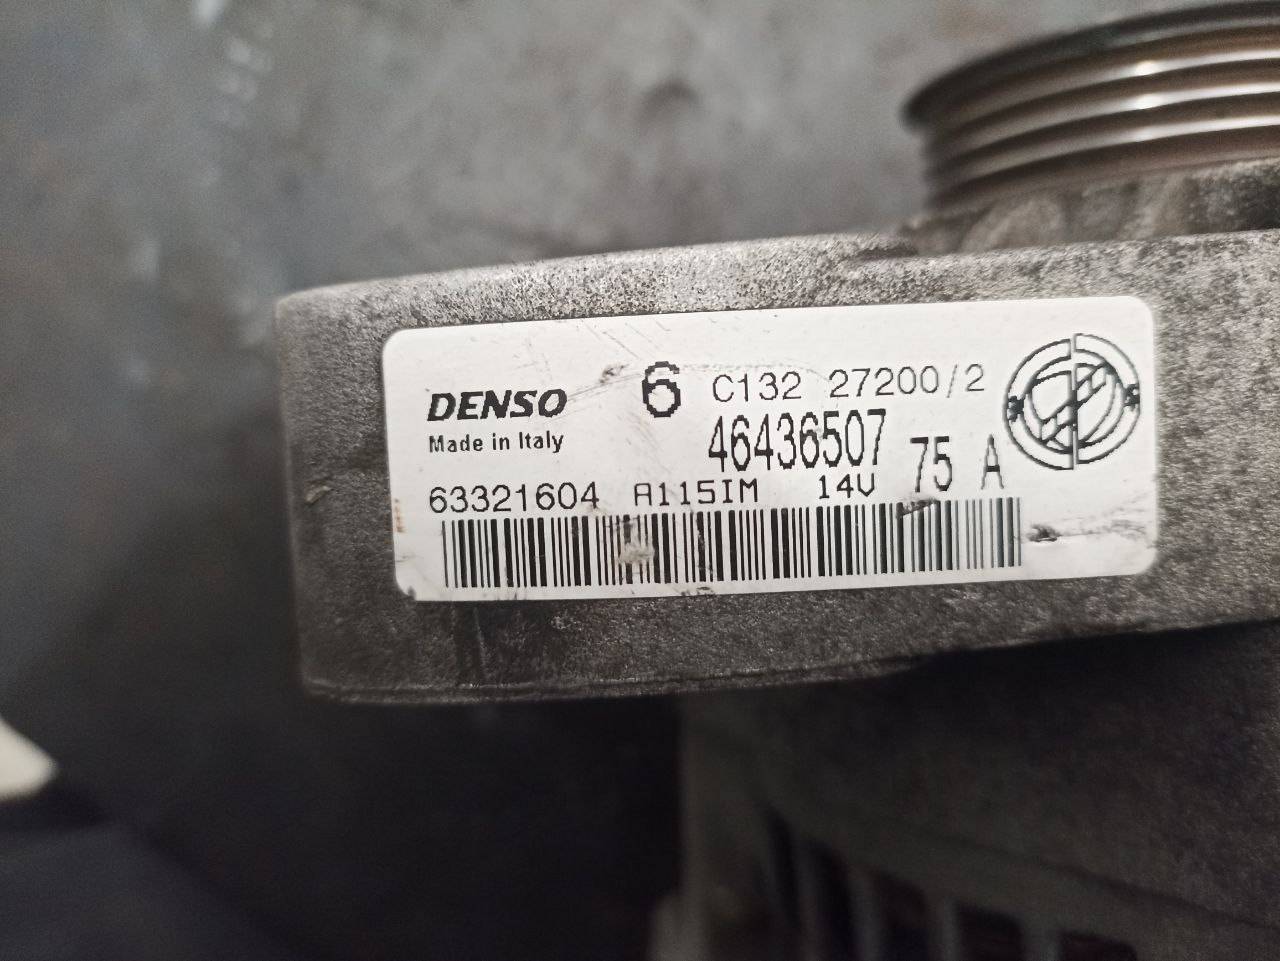 DENSO 6 C132 27200/2
Made in Italy 46436507 75 A
63321604 A115IM 14V